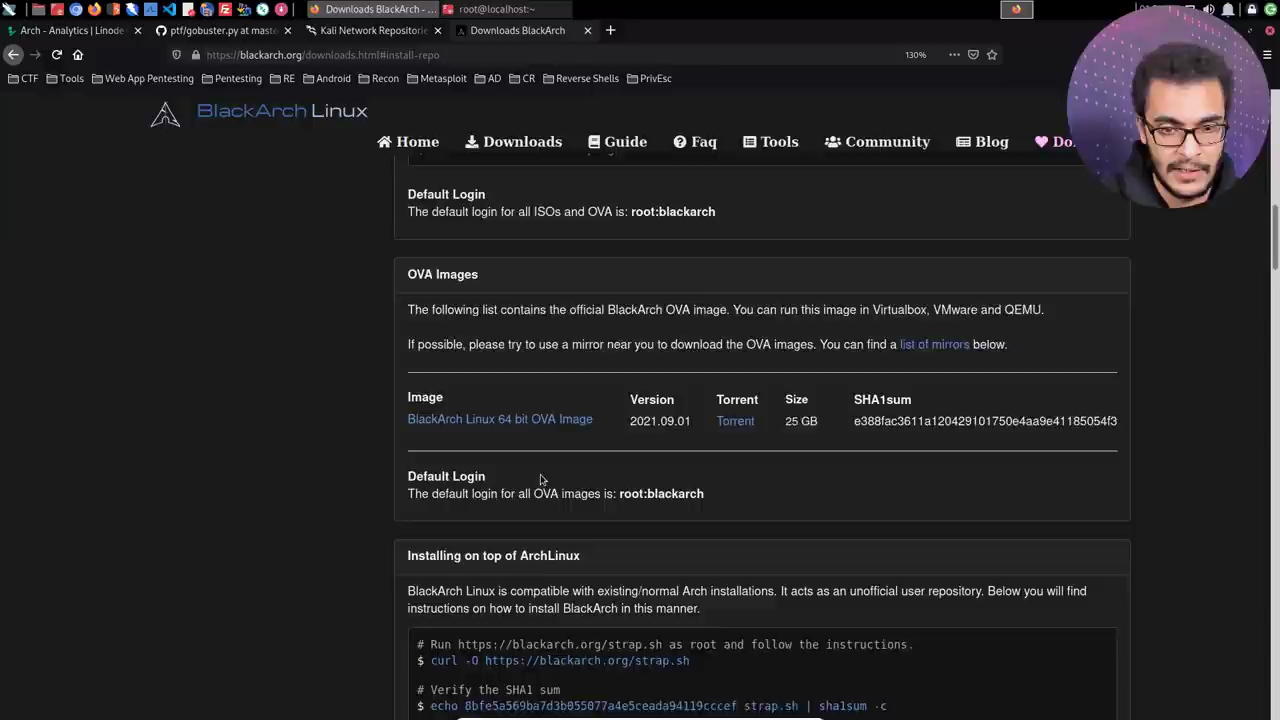 Downloads BlackArch - ...
root@localhost:~
Arch - Analytics | Linode
ptf/gobuster.py at maste
Kali Network Repositorie
Downloads BlackArch
https://blackarch.org/downloads.html#install-repo
130%
CTF Tools Web App Pentesting Pentesting RE Android Recon Metasploit AD CR Reverse Shells PrivEsc
BlackArch Linux
Home Downloads Guide Faq Tools Community Blog
Default Login
The default login for all ISOs and OVA is: root:blackarch
OVA Images
The following list contains the official BlackArch OVA image. You can run this image in Virtualbox, VMware and QEMU.
If possible, please try to use a mirror near you to download the OVA images. You can find a list of mirrors below.
Image Version Torrent Size SHA1sum
BlackArch Linux 64 bit OVA Image 2021.09.01 Torrent 25 GB e388fac3611a120429101750e4aa9e41185054f3
Default Login
The default login for all OVA images is: root:blackarch
Installing on top of ArchLinux
BlackArch Linux is compatible with existing/normal Arch installations. It acts as an unofficial user repository. Below you will find
instructions on how to install BlackArch in this manner.
# Run https://blackarch.org/strap.sh as root and follow the instructions.
$ curl -O https://blackarch.org/strap.sh
# Verify the SHA1 sum
$ echo 8bfe5a569ba7d3b055077a4e5ceada94119cccef strap.sh | sha1sum -c